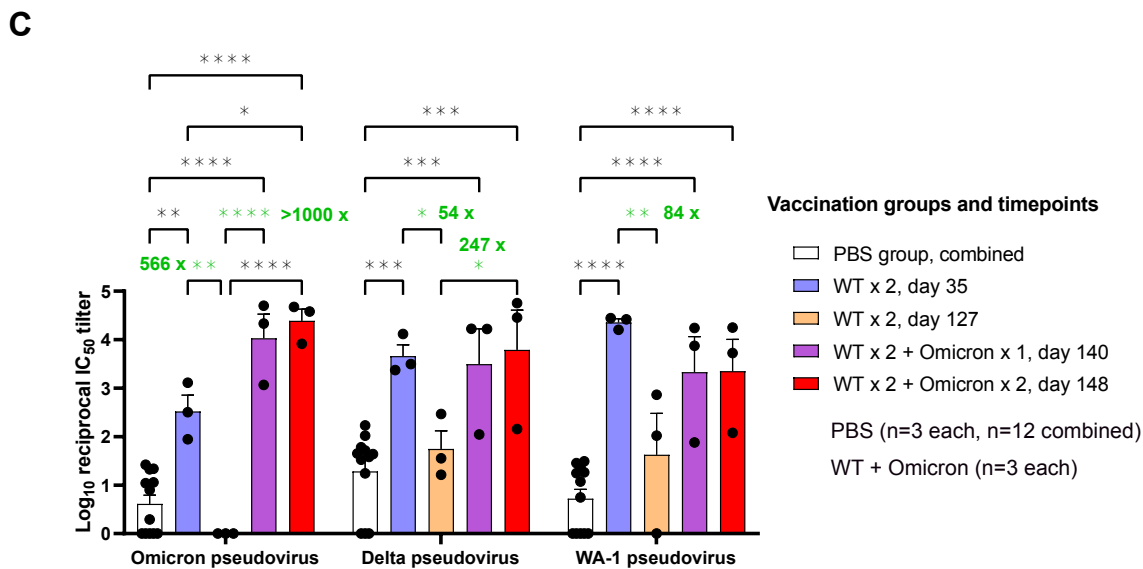 C
****
*
***
****
****
***
****
**
****
>1000 x
*
54 x
**
84 x
566 x
**
****
***
247 x
*
****
Log10 reciprocal IC50 tilter
5
4
3
2
1
0
Omicron pseudovirus
Delta pseudovirus
WA-1 pseudovirus
Vaccination groups and timepoints
PBS group, combined
WT x 2, day 35
WT x 2, day 127
WT x 2 + Omicron x 1, day 140
WT x 2 + Omicron x 2, day 148
PBS (n=3 each, n=12 combined)
WT + Omicron (n=3 each)